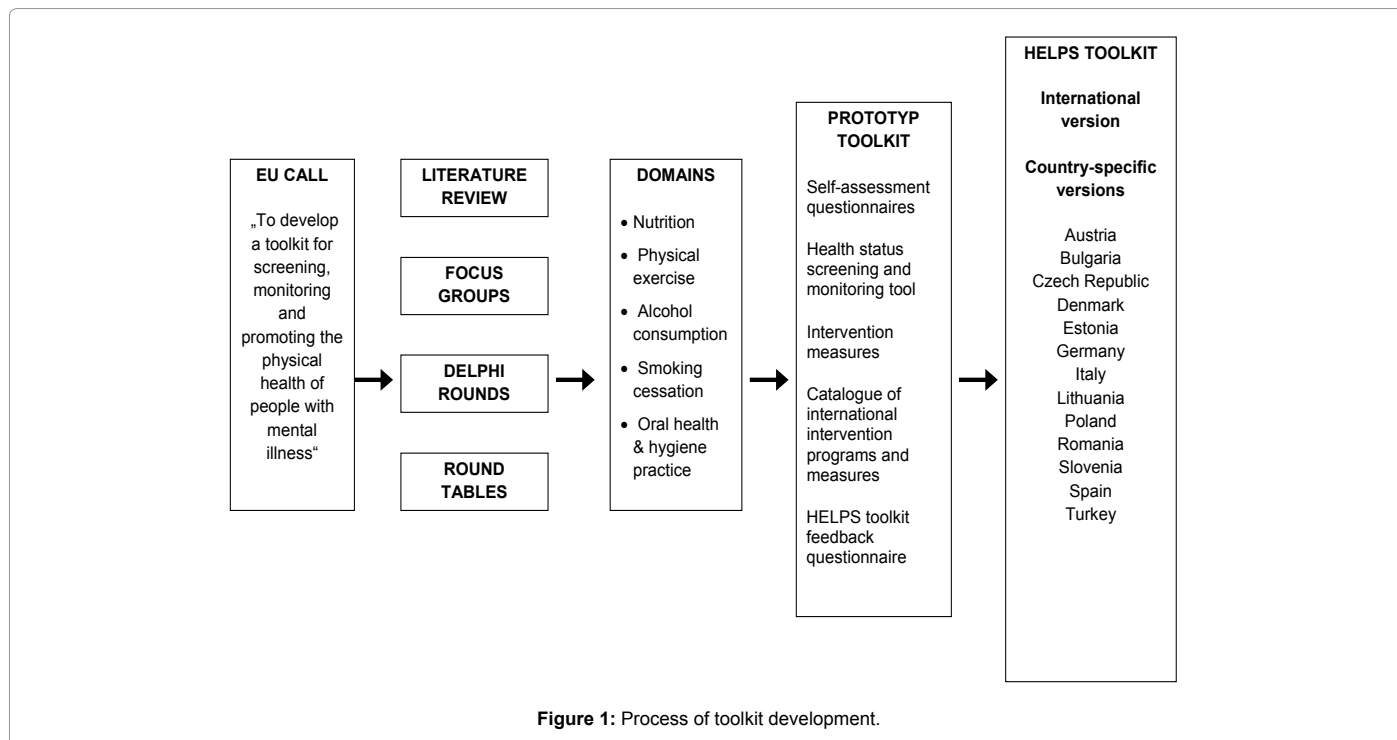 EU CALL
„To develop
a toolkit for
screening,
monitoring
and
promoting the
physical
health of
people with
mental
illness“
LITERATURE
REVIEW
FOCUS
GROUPS
DELPHI
ROUNDS
ROUND
TABLES
DOMAINS
• Nutrition
• Physical
exercise
• Alcohol
consumption
• Smoking
cessation
• Oral health
& hygiene
practice
PROTOTYP
TOOLKIT
Self-assessment
questionnaires
Health status
screening and
monitoring tool
Intervention
measures
Catalogue of
international
intervention
programs and
measures
HELPS toolkit
feedback
questionnaire
HELPS TOOLKIT
International
version
Country-specific
versions
Austria
Bulgaria
Czech Republic
Denmark
Estonia
Germany
Italy
Lithuania
Poland
Romania
Slovenia
Spain
Turkey
Figure 1: Process of toolkit development.